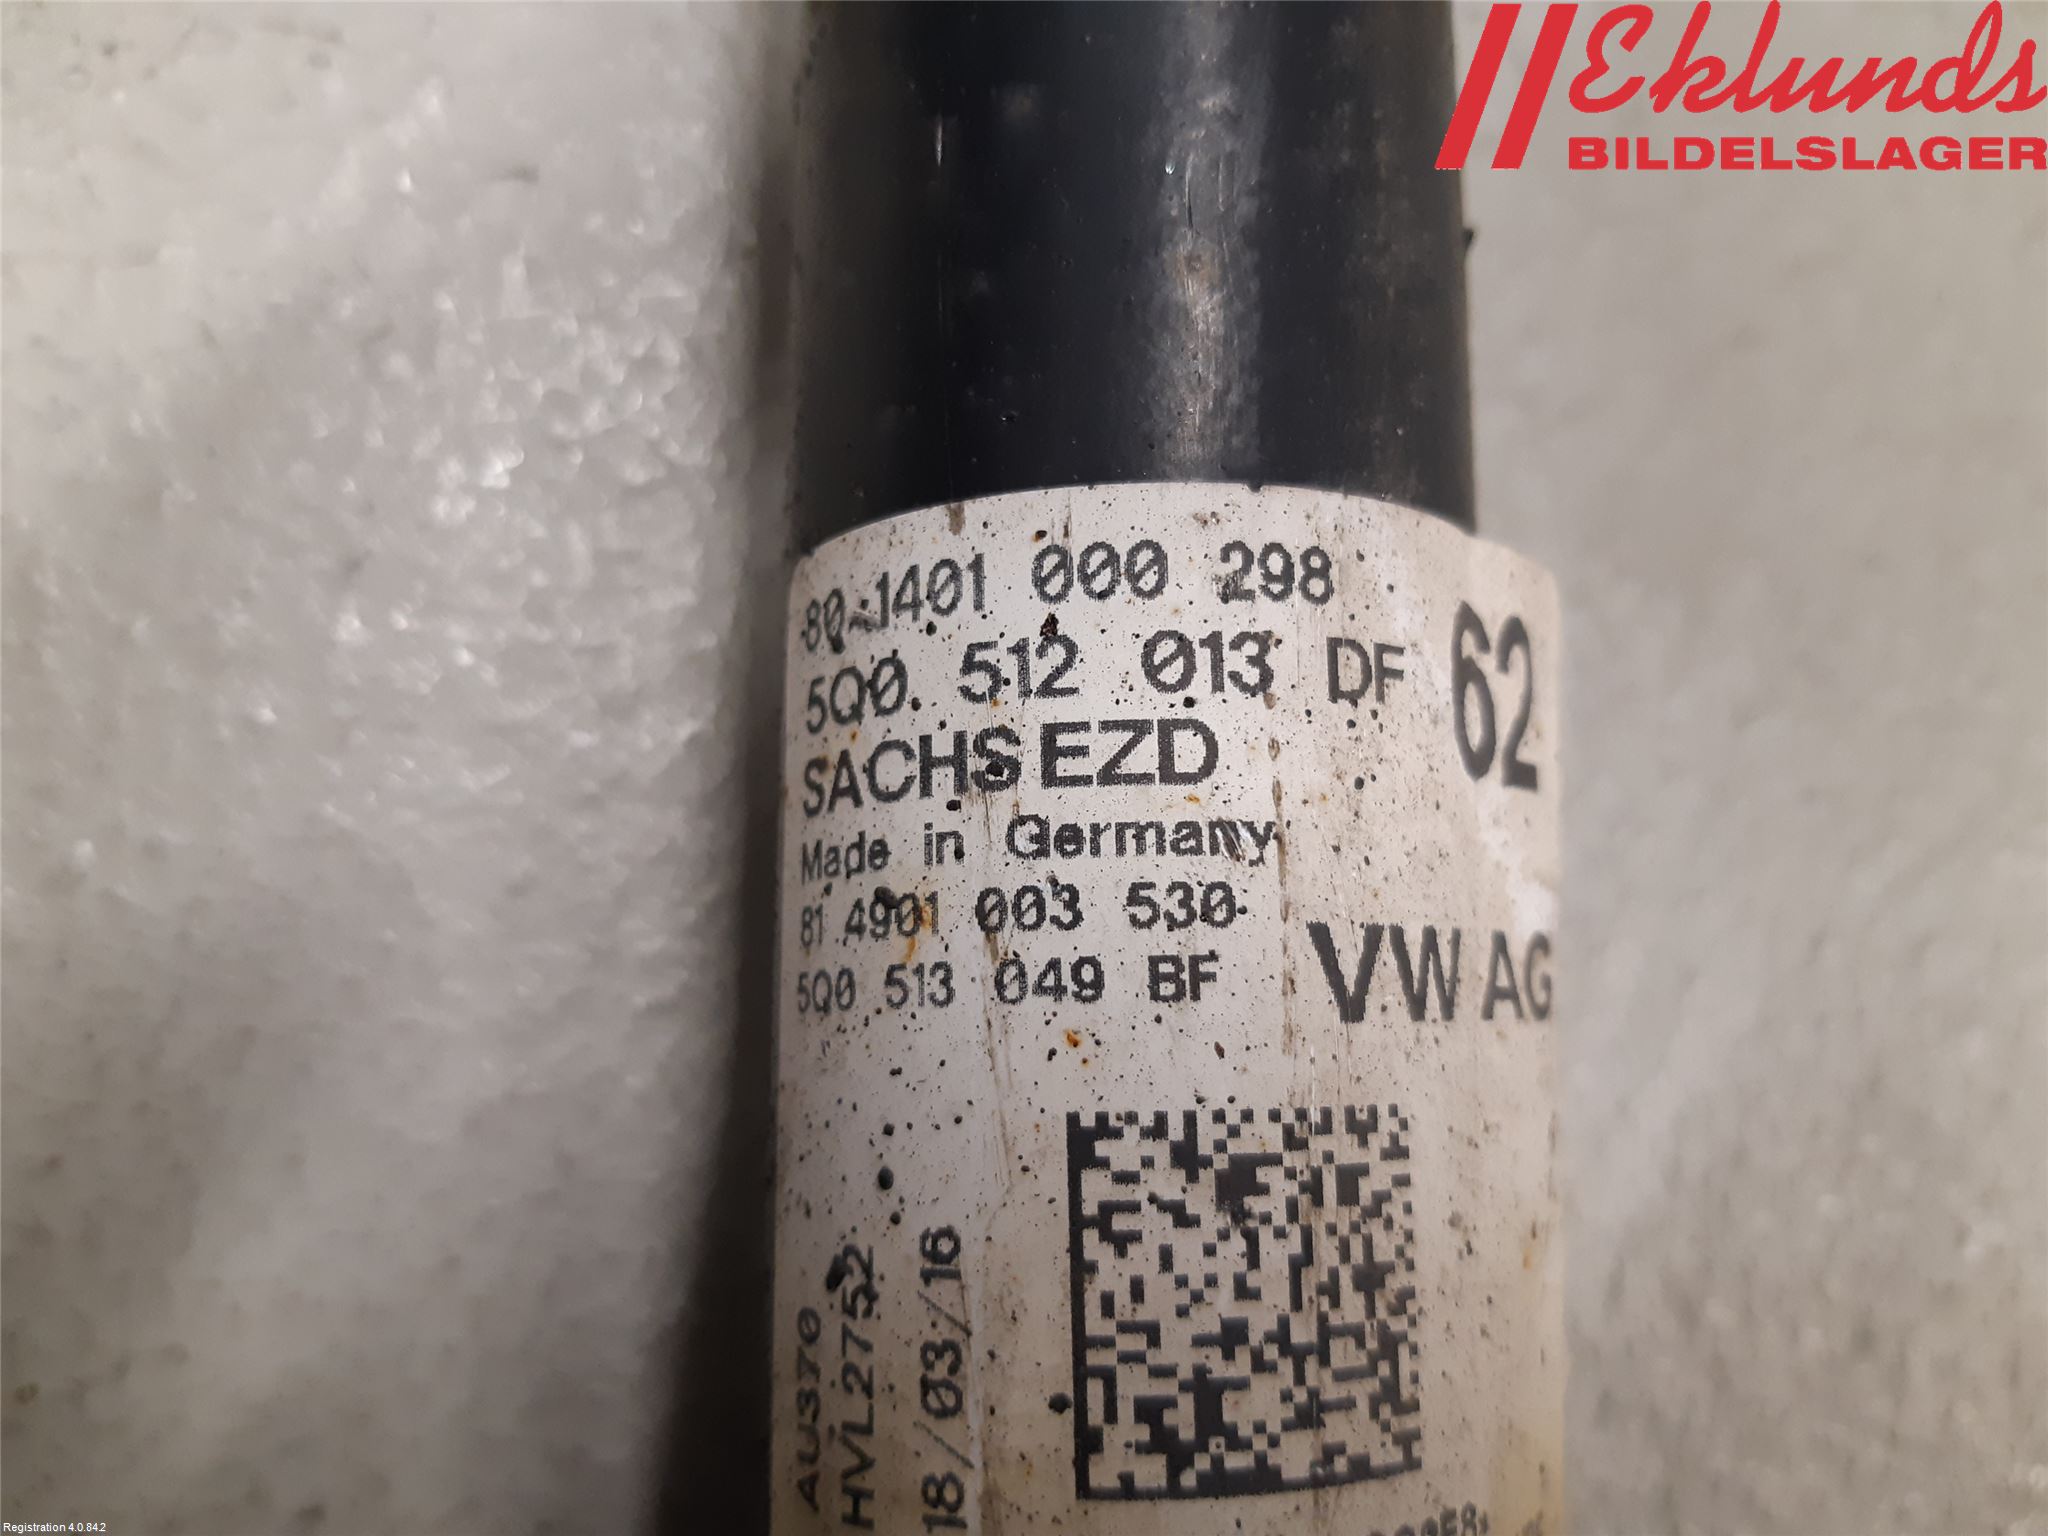 Eklunds
BILDELSLAGER
80 1401 000 298
5Q0 512 013 DF
62
SACHS EZD
Made in Germany
81 4901 003 530
5Q0 513 049 BF
VW AG
AU370
HVL2752
18/03/16
Registration 4.0.84.2